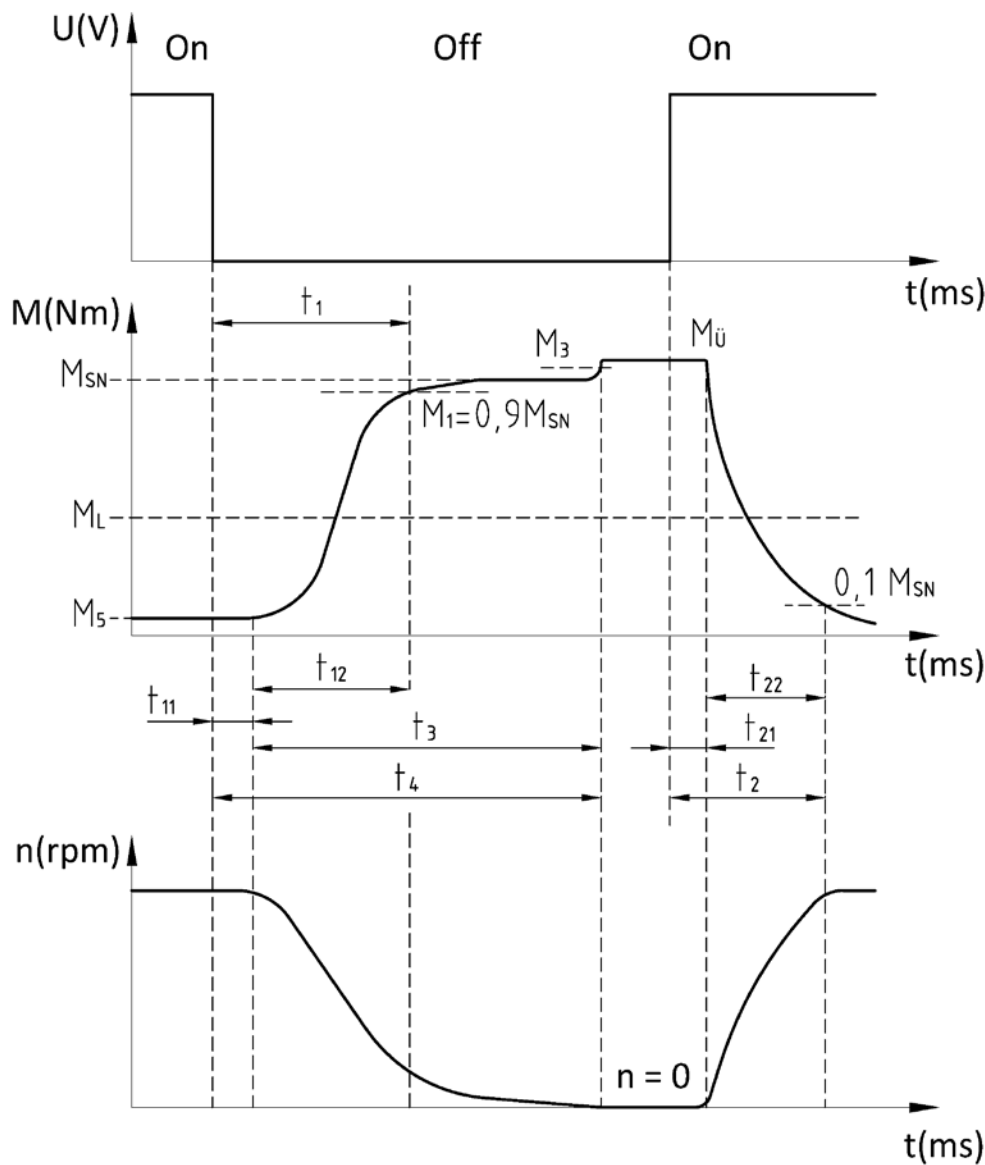 U(V)
On
Off
On
t(ms)
M(Nm)
t₁
M₃
Mü
MSN
M₁=0,9MSN
ML
0,1 MSN
M₅
t(ms)
t₁₂
t₂₂
t₁₁
t₃
t₂₁
t₄
t₂
n(rpm)
n = 0
t(ms)